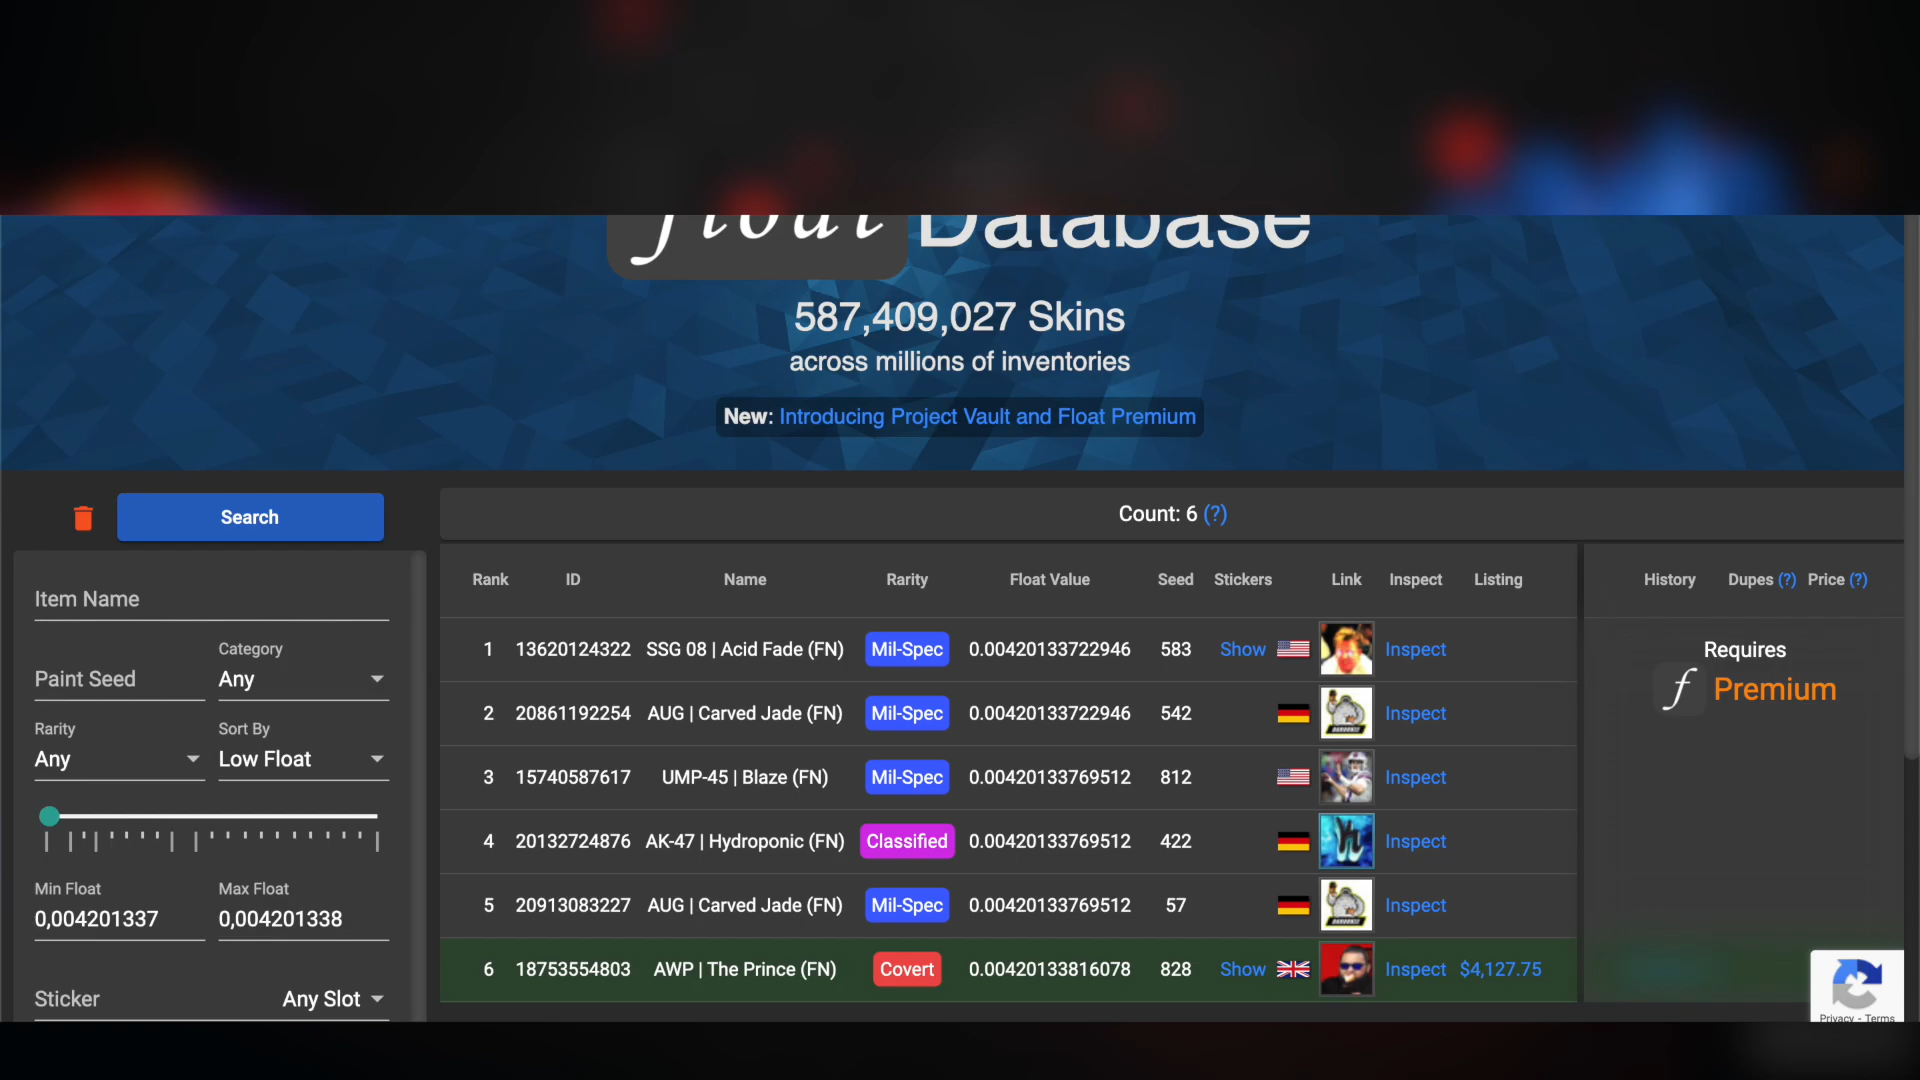 float Database
587,409,027 Skins
across millions of inventories
New: Introducing Project Vault and Float Premium
Search
Count: 6 (?)
Item Name
Paint Seed
Category
Any
Rarity
Any
Sort By
Low Float
Min Float
0,004201337
Max Float
0,004201338
Sticker
Any Slot
Rank ID Name Rarity Float Value Seed Stickers Link Inspect Listing
1 13620124322 SSG 08 | Acid Fade (FN) Mil-Spec 0.00420133722946 583 Show Inspect
2 20861192254 AUG | Carved Jade (FN) Mil-Spec 0.00420133722946 542 Inspect
3 15740587617 UMP-45 | Blaze (FN) Mil-Spec 0.00420133769512 812 Inspect
4 20132724876 AK-47 | Hydroponic (FN) Classified 0.00420133769512 422 Inspect
5 20913083227 AUG | Carved Jade (FN) Mil-Spec 0.00420133769512 57 Inspect
6 18753554803 AWP | The Prince (FN) Covert 0.00420133816078 828 Show Inspect $4,127.75
History Dupes (?) Price (?)
Requires
f Premium
Privacy - Terms